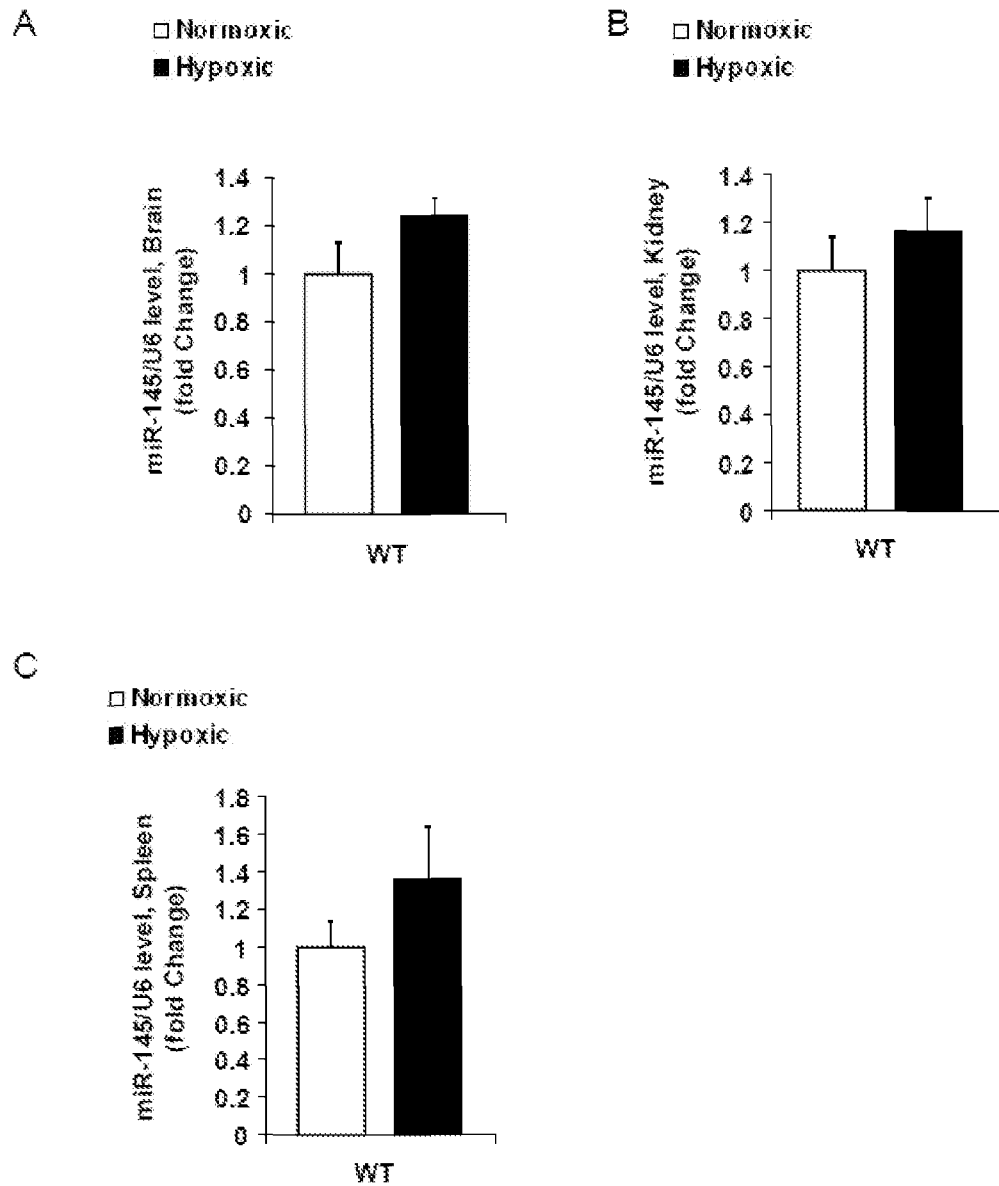 A
Normoxic
Hypoxic
miR-145/U6 level, Brain
(fold Change)
1.4
1.2
1
0.8
0.6
0.4
0.2
0
WT
B
Normoxic
Hypoxic
miR-145/U6 level, Kidney
(fold Change)
1.4
1.2
1
0.8
0.6
0.4
0.2
0
WT
C
Normoxic
Hypoxic
miR-145/U6 level, Spleen
(fold Change)
1.8
1.6
1.4
1.2
1
0.8
0.6
0.4
0.2
0
WT